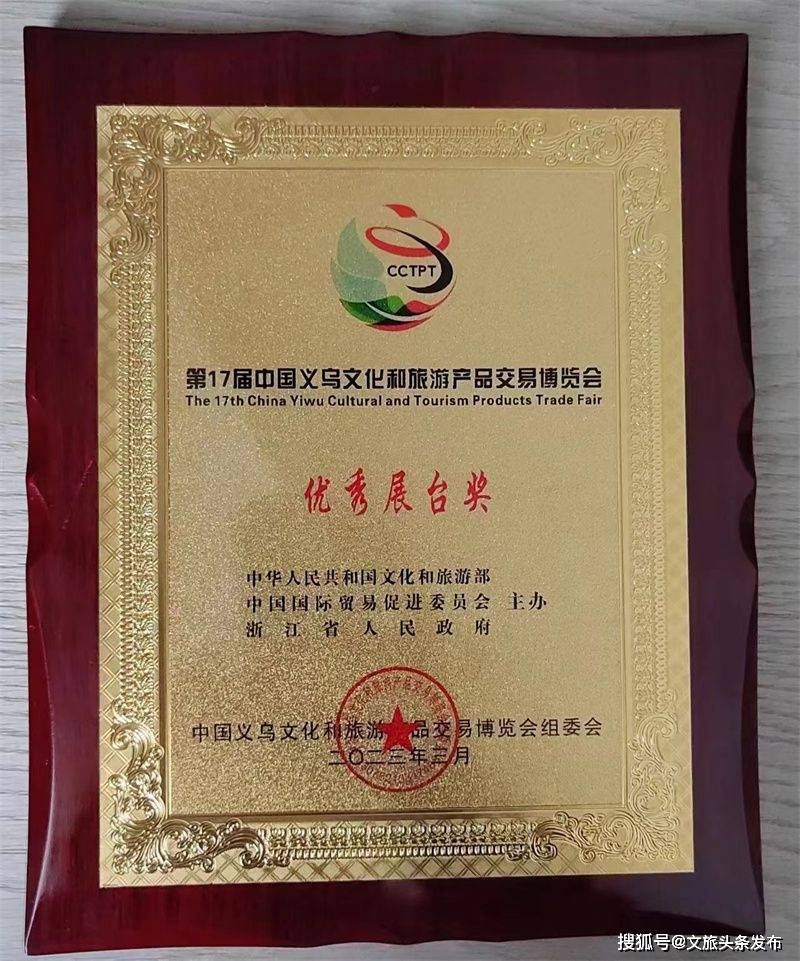 CCTPT
第17届中国义乌文化和旅游产品交易博览会
The 17th China Yiwu Cultural and Tourism Products Trade Fair
优秀展台奖
中华人民共和国文化和旅游部
中国国际贸易促进委员会 主办
浙江省人民政府
中国义乌文化和旅游产品交易博览会组委会
二〇二三年三月
搜狐号@文旅头条发布